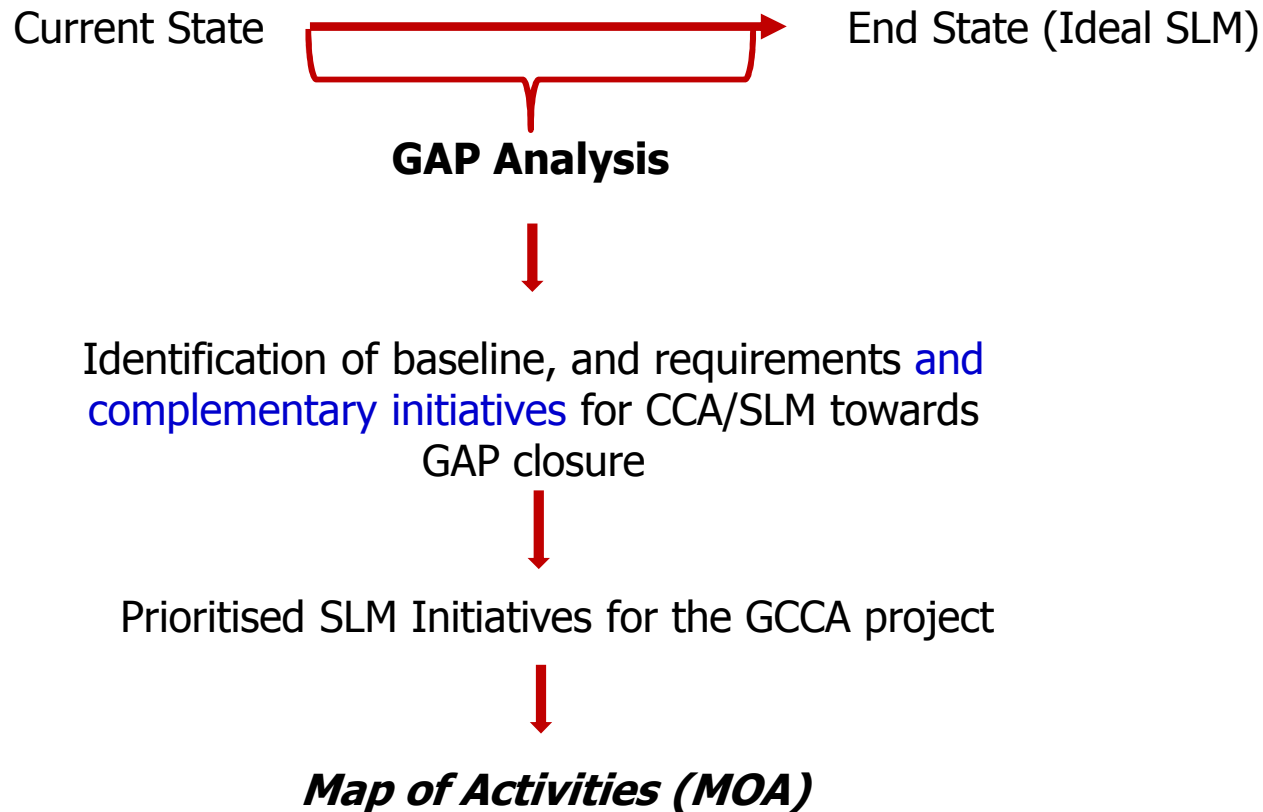 Current State
End State (Ideal SLM)
GAP Analysis
Identification of baseline, and requirements and
complementary initiatives for CCA/SLM towards
GAP closure
Prioritised SLM Initiatives for the GCCA project
Map of Activities (MOA)